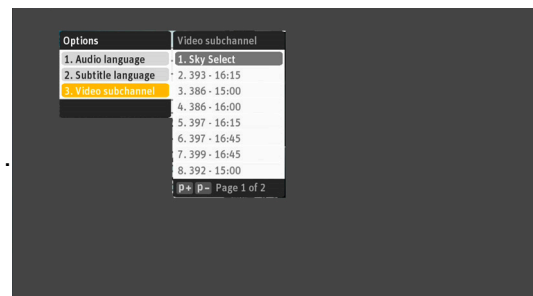 Options
1. Audio language
2. Subtitle language
3. Video subchannel
Video subchannel
1. Sky Select
2. 393 - 16:15
3. 386 - 15:00
4. 386 - 16:00
5. 397 - 16:15
6. 397 - 16:45
7. 399 - 16:45
8. 392 - 15:00
p+ p- Page 1 of 2